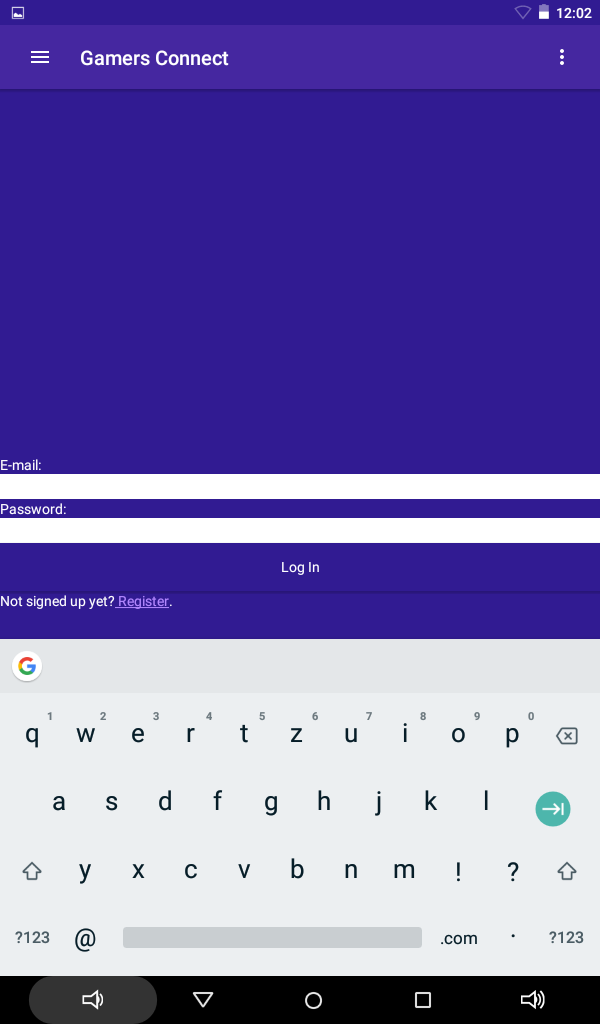 12:02
Gamers Connect
E-mail:
Password:
Log In
Not signed up yet? Register.
G
1 2 3 4 5 6 7 8 9 0
q w e r t z u i o p
a s d f g h j k l
y x c v b n m ! ?
?123 @ .com . ?123